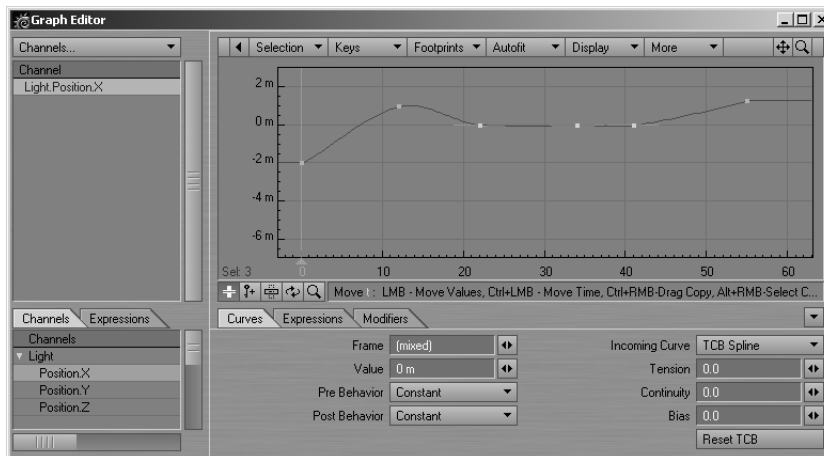 Graph Editor
Channels...
Selection Keys Footprints Autofit Display More
Channel
Light.Position.X
2 m
0 m
-2 m
-4 m
-6 m
Sel: 3 0 10 20 30 40 50 60
Move : LMB - Move Values, Ctrl+LMB - Move Time, Ctrl+RMB-Drag Copy, Alt+RMB-Select C...
Channels Expressions
Curves Expressions Modifiers
Channels
Light
Position.X
Position.Y
Position.Z
Frame (mixed)
Value 0 m
Pre Behavior Constant
Post Behavior Constant
Incoming Curve TCB Spline
Tension 0.0
Continuity 0.0
Bias 0.0
Reset TCB